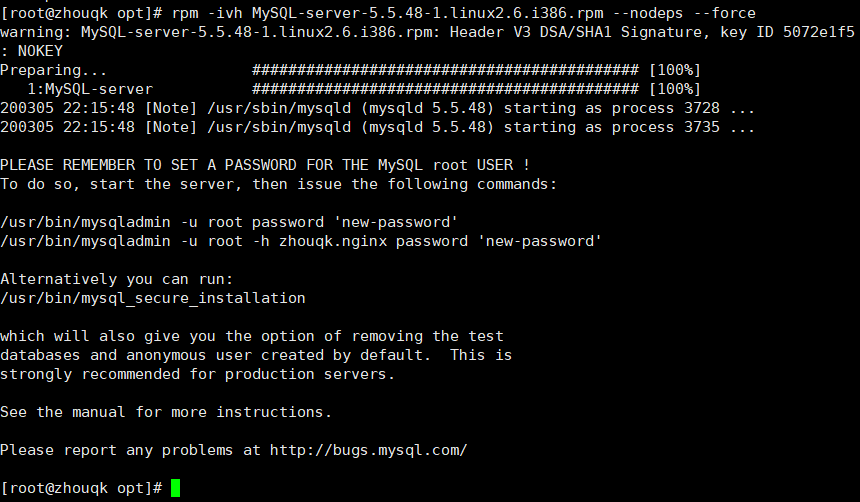 [root@zhouqk opt]# rpm -ivh MySQL-server-5.5.48-1.linux2.6.i386.rpm --nodeps --force
warning: MySQL-server-5.5.48-1.linux2.6.i386.rpm: Header V3 DSA/SHA1 Signature, key ID 5072e1f5
: NOKEY
Preparing...                ########################################### [100%]
   1:MySQL-server           ########################################### [100%]
200305 22:15:48 [Note] /usr/sbin/mysqld (mysqld 5.5.48) starting as process 3728 ...
200305 22:15:48 [Note] /usr/sbin/mysqld (mysqld 5.5.48) starting as process 3735 ...

PLEASE REMEMBER TO SET A PASSWORD FOR THE MySQL root USER !
To do so, start the server, then issue the following commands:

/usr/bin/mysqladmin -u root password 'new-password'
/usr/bin/mysqladmin -u root -h zhouqk.nginx password 'new-password'

Alternatively you can run:
/usr/bin/mysql_secure_installation

which will also give you the option of removing the test
databases and anonymous user created by default.  This is
strongly recommended for production servers.

See the manual for more instructions.

Please report any problems at http://bugs.mysql.com/

[root@zhouqk opt]#